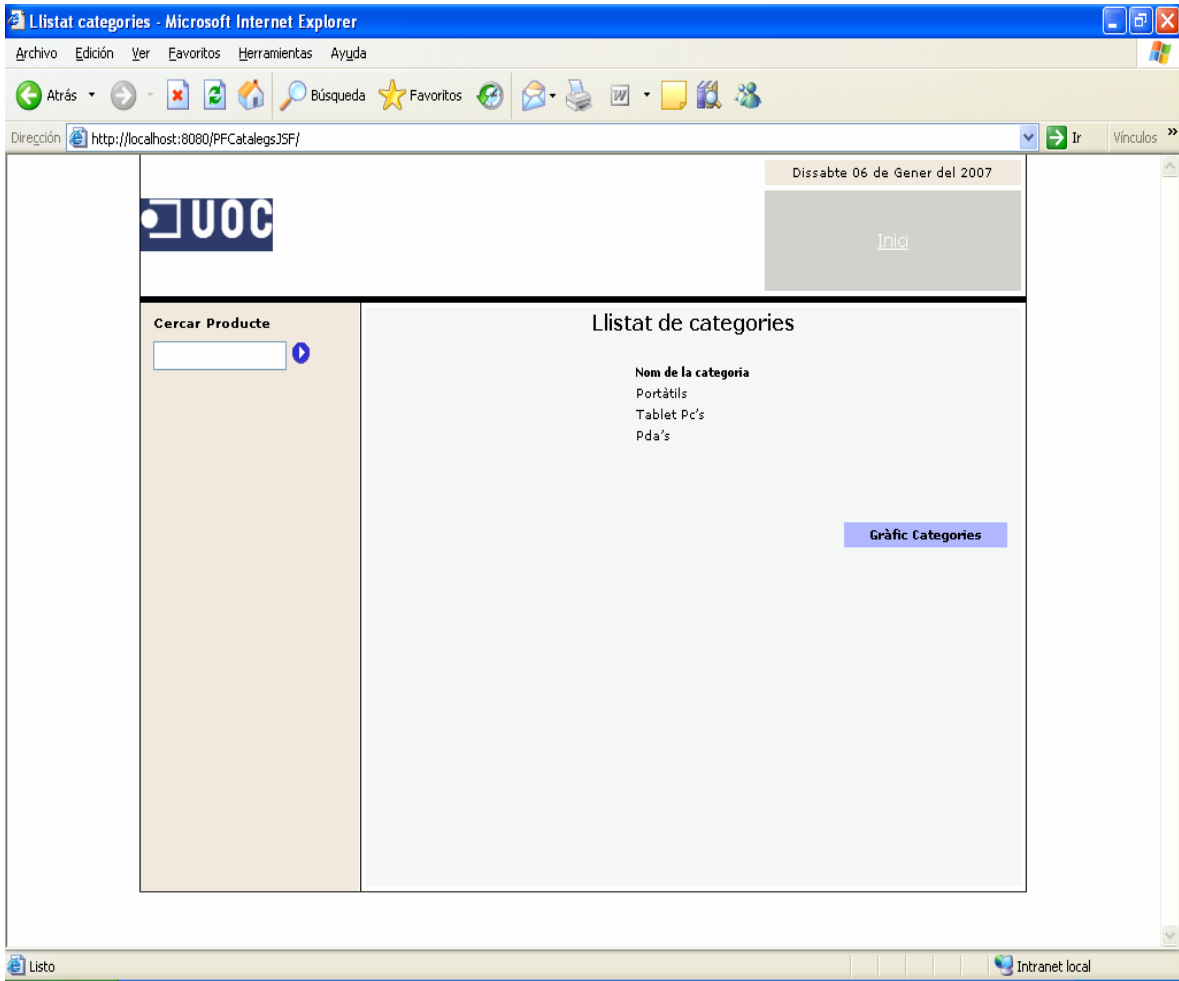 Llistat categories - Microsoft Internet Explorer
Archivo Edición Ver Favoritos Herramientas Ayuda
Atrás Búsqueda Favoritos
Dirección http://localhost:8080/PFCatalegsJSF/ Ir Vínculos »
Dissabte 06 de Gener del 2007
UOC
Inici
Cercar Producte
Llistat de categories
Nom de la categoria
Portàtils
Tablet Pc's
Pda's
Gràfic Categories
Listo Intranet local